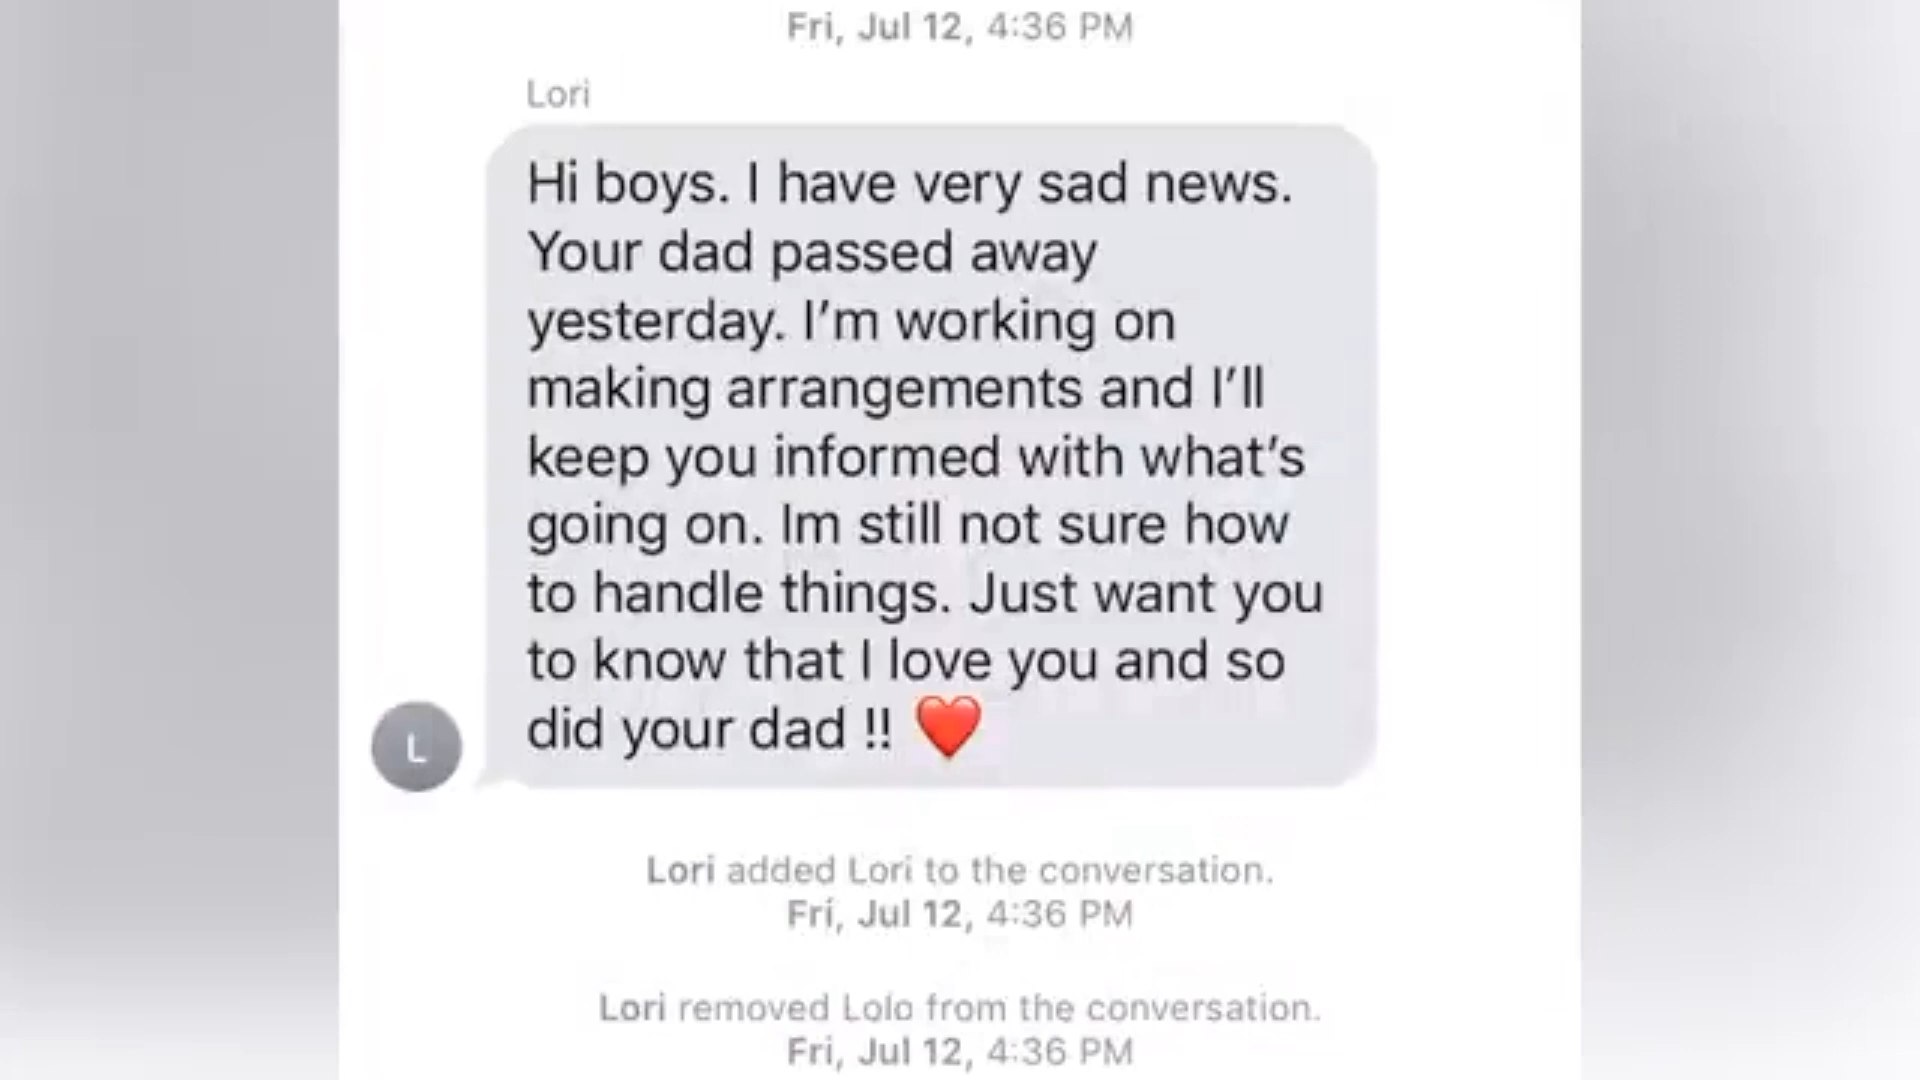 Fri, Jul 12, 4:36 PM
Lori
Hi boys. I have very sad news.
Your dad passed away
yesterday. I’m working on
making arrangements and I’ll
keep you informed with what’s
going on. Im still not sure how
to handle things. Just want you
to know that I love you and so
did your dad !! ❤️
L
Lori added Lori to the conversation.
Fri, Jul 12, 4:36 PM
Lori removed Lolo from the conversation.
Fri, Jul 12, 4:36 PM